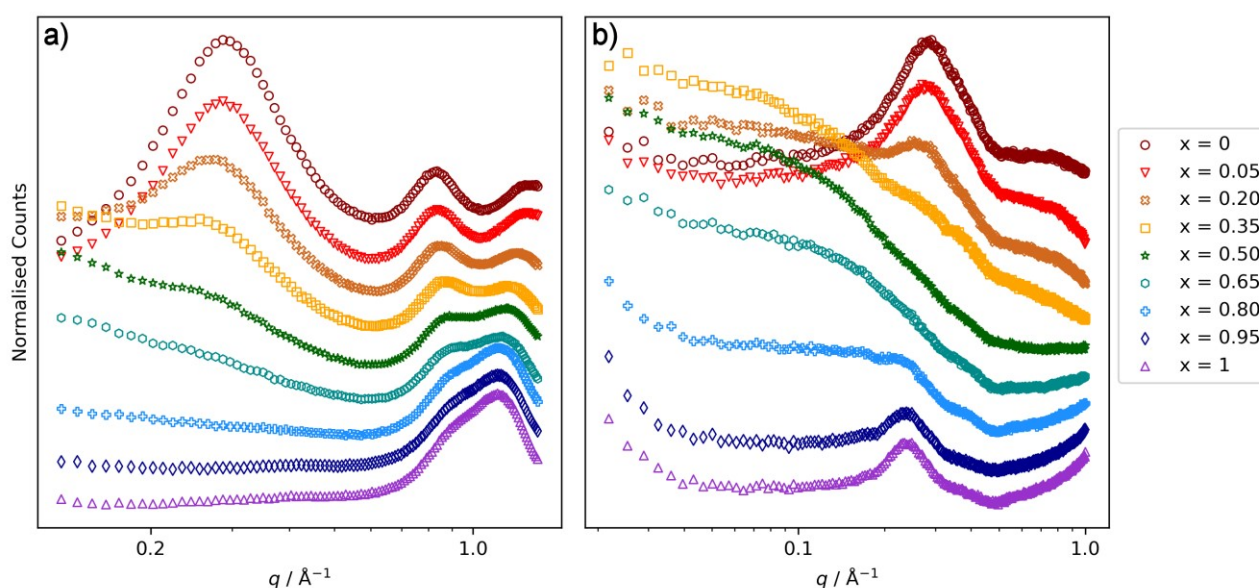 a)
b)
Normalised Counts
0.2
1.0
q / Å⁻¹
0.1
1.0
q / Å⁻¹
x = 0
x = 0.05
x = 0.20
x = 0.35
x = 0.50
x = 0.65
x = 0.80
x = 0.95
x = 1